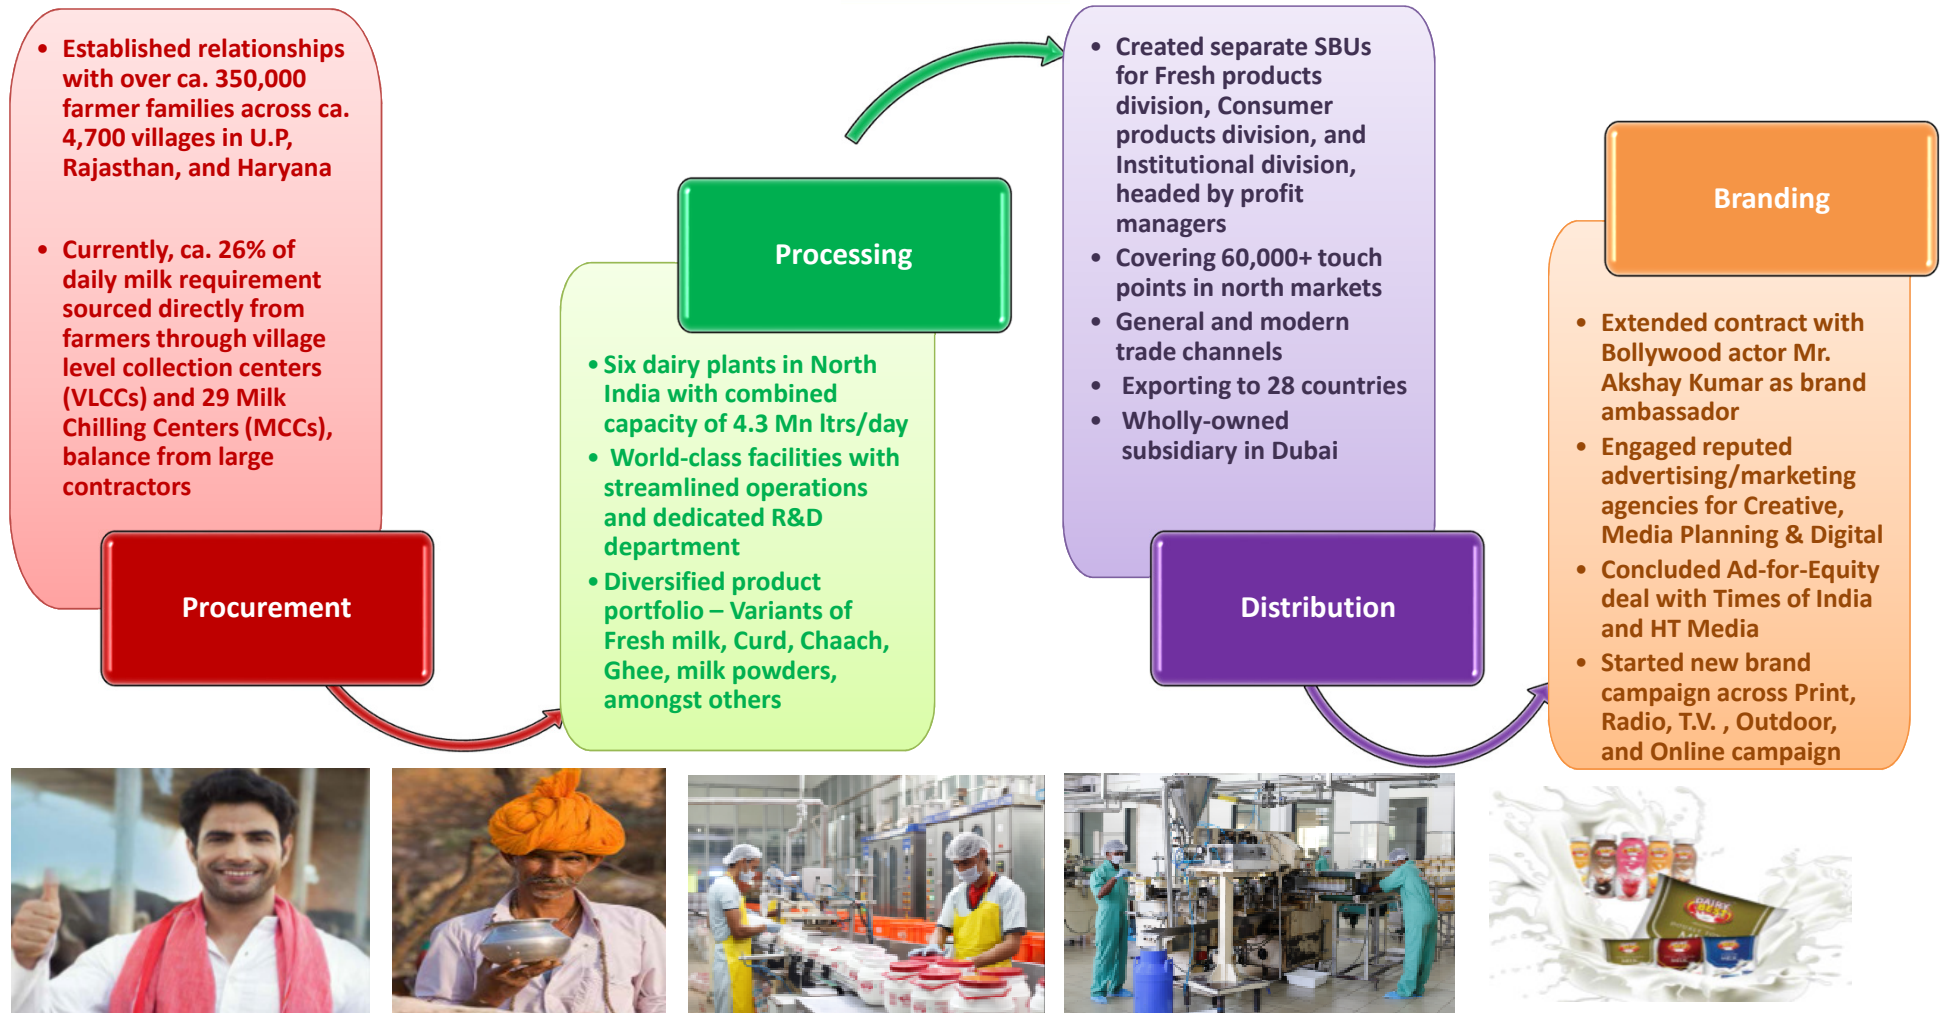 • Established relationships
with over ca. 350,000
farmer families across ca.
4,700 villages in U.P,
Rajasthan, and Haryana
• Currently, ca. 26% of
daily milk requirement
sourced directly from
farmers through village
level collection centers
(VLCCs) and 29 Milk
Chilling Centers (MCCs),
balance from large
contractors
Procurement
Processing
• Six dairy plants in North
India with combined
capacity of 4.3 Mn ltrs/day
• World-class facilities with
streamlined operations
and dedicated R&D
department
• Diversified product
portfolio – Variants of
Fresh milk, Curd, Chaach,
Ghee, milk powders,
amongst others
• Created separate SBUs
for Fresh products
division, Consumer
products division, and
Institutional division,
headed by profit
managers
• Covering 60,000+ touch
points in north markets
• General and modern
trade channels
• Exporting to 28 countries
• Wholly-owned
subsidiary in Dubai
Distribution
Branding
• Extended contract with
Bollywood actor Mr.
Akshay Kumar as brand
ambassador
• Engaged reputed
advertising/marketing
agencies for Creative,
Media Planning & Digital
• Concluded Ad-for-Equity
deal with Times of India
and HT Media
• Started new brand
campaign across Print,
Radio, T.V. , Outdoor,
and Online campaign
DAIRY
BEST